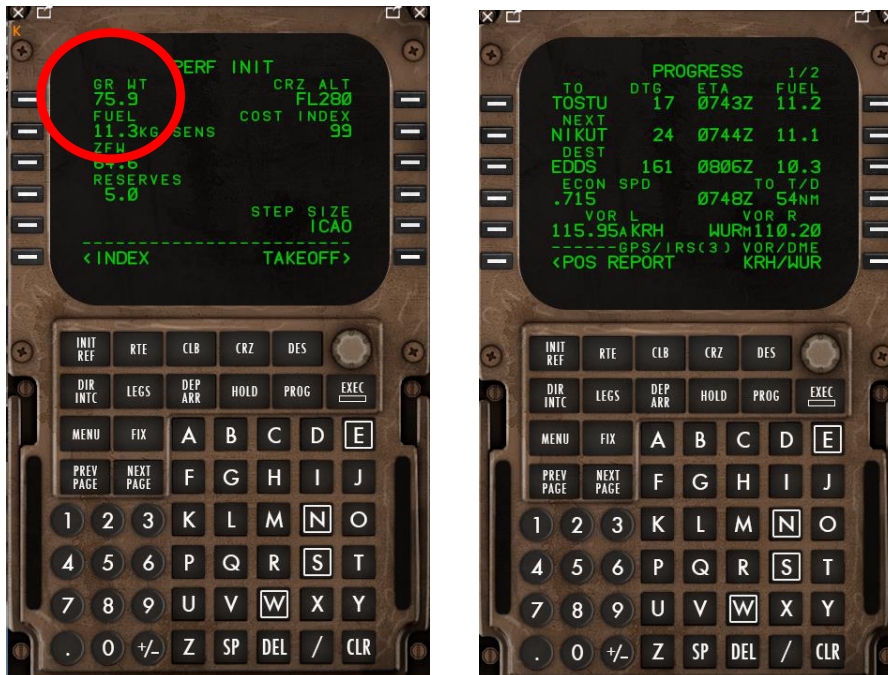 K
PERF INIT
GR WT CRZ ALT
75.9 FL280
FUEL COST INDEX
11.3KG SENS 99
ZFW
64.6
RESERVES
5.0
STEP SIZE
ICAO
--------------------------------
<INDEX TAKEOFF>
INIT REF RTE CLB CRZ DES
DIR INTC LEGS DEP ARR HOLD PROG EXEC
MENU FIX A B C D E
PREV PAGE NEXT PAGE F G H I J
1 2 3 K L M N O
4 5 6 P Q R S T
7 8 9 U V W X Y
. 0 +/- Z SP DEL / CLR
PROGRESS 1/2
TO DTG ETA FUEL
TOSTU 17 0743Z 11.2
NEXT
NIKUT 24 0744Z 11.1
DEST
EDDS 161 0806Z 10.3
ECON SPD TO T/D
.715 0748Z 54NM
VOR L VOR R
115.95A KRH WURM110.20
------GPS/IRS(3) VOR/DME
<POS REPORT KRH/WUR
INIT REF RTE CLB CRZ DES
DIR INTC LEGS DEP ARR HOLD PROG EXEC
MENU FIX A B C D E
PREV PAGE NEXT PAGE F G H I J
1 2 3 K L M N O
4 5 6 P Q R S T
7 8 9 U V W X Y
. 0 +/- Z SP DEL / CLR